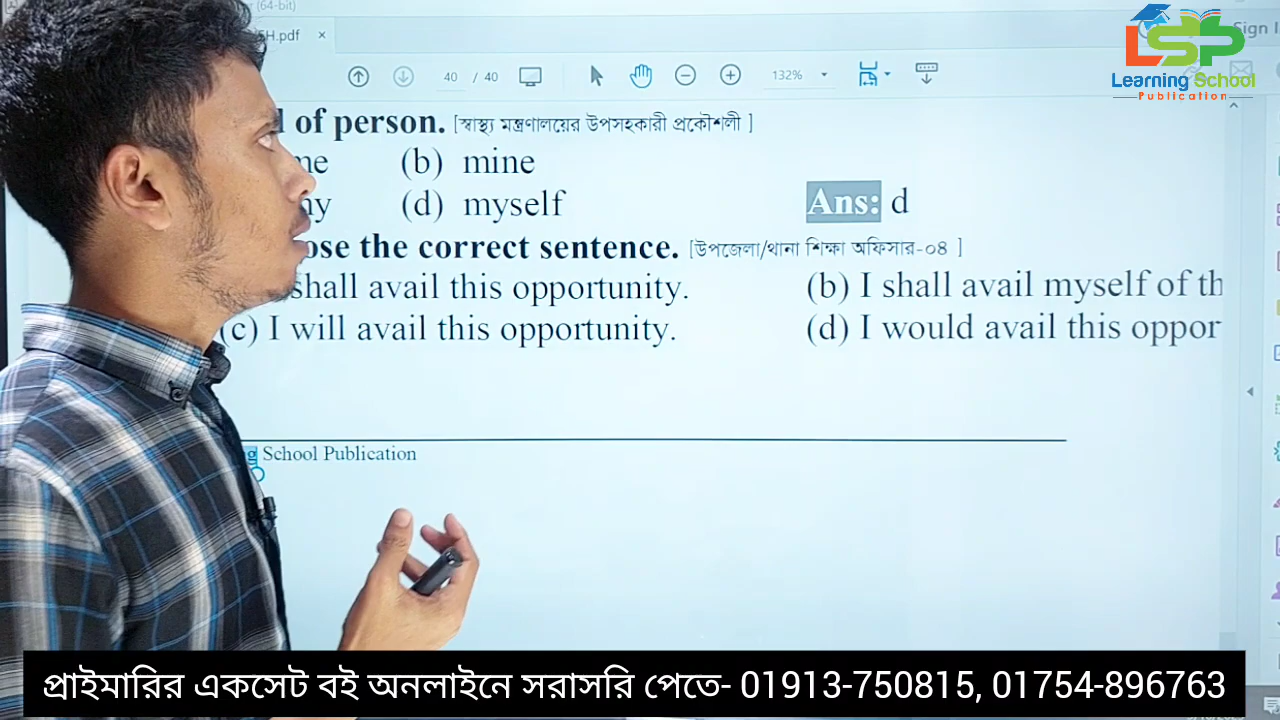 (64-bit)
SH.pdf ×
Sign I
LSP
Learning School
Publication
40 / 40
132%
of person. [স্বাস্থ্য মন্ত্রণালয়ের উপসহকারী প্রকৌশলী ]
me (b) mine
(d) myself
Ans: d
ose the correct sentence. [উপজেলা/থানা শিক্ষা অফিসার-০৪ ]
shall avail this opportunity. (b) I shall avail myself of th
(c) I will avail this opportunity. (d) I would avail this oppor
g School Publication
প্রাইমারির একসেট বই অনলাইনে সরাসরি পেতে- 01913-750815, 01754-896763